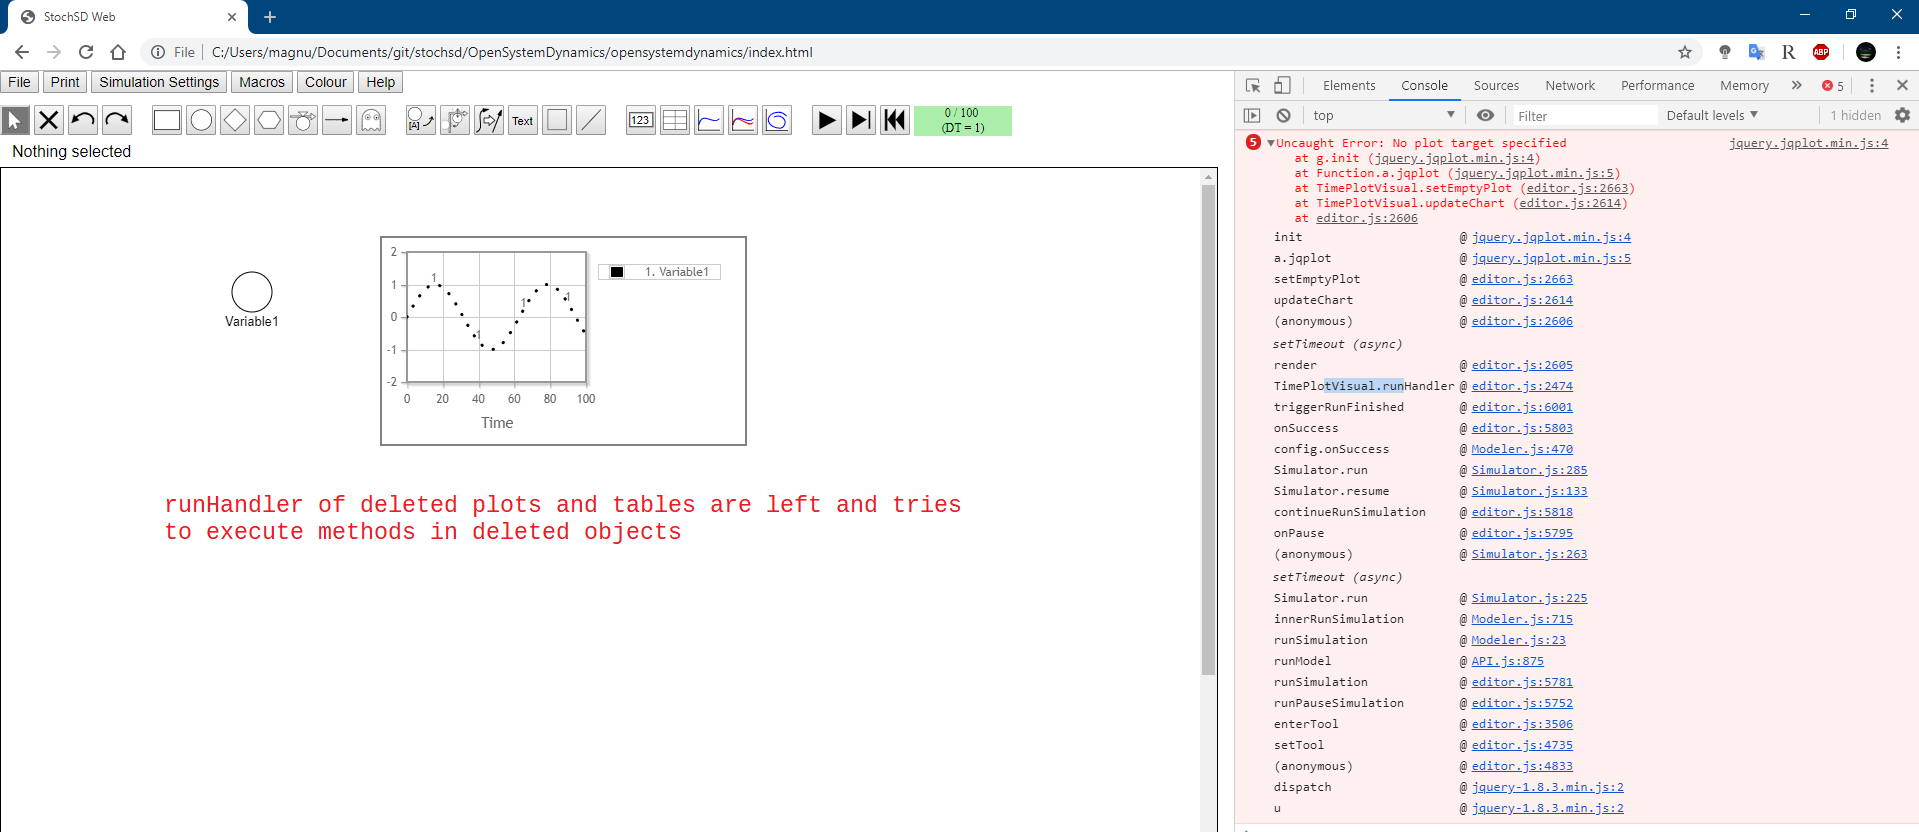 StochSD Web
File C:/Users/magnu/Documents/git/stochsd/OpenSystemDynamics/opensystemdynamics/index.html
R ABP
File Print Simulation Settings Macros Colour Help
[A] Text 123 0 / 100
(DT = 1)
Nothing selected
Variable1
2
1
0
-1
-2
0 20 40 60 80 100
Time
1 1 1 1
1. Variable1
runHandler of deleted plots and tables are left and tries
to execute methods in deleted objects
Elements Console Sources Network Performance Memory » 5
top Filter Default levels 1 hidden
5 Uncaught Error: No plot target specified jquery.jqplot.min.js:4
at g.init (jquery.jqplot.min.js:4)
at Function.a.jqplot (jquery.jqplot.min.js:5)
at TimePlotVisual.setEmptyPlot (editor.js:2663)
at TimePlotVisual.updateChart (editor.js:2614)
at editor.js:2606
init @ jquery.jqplot.min.js:4
a.jqplot @ jquery.jqplot.min.js:5
setEmptyPlot @ editor.js:2663
updateChart @ editor.js:2614
(anonymous) @ editor.js:2606
setTimeout (async)
render @ editor.js:2605
TimePlotVisual.runHandler @ editor.js:2474
triggerRunFinished @ editor.js:6001
onSuccess @ editor.js:5803
config.onSuccess @ Modeler.js:470
Simulator.run @ Simulator.js:285
Simulator.resume @ Simulator.js:133
continueRunSimulation @ editor.js:5818
onPause @ editor.js:5795
(anonymous) @ Simulator.js:263
setTimeout (async)
Simulator.run @ Simulator.js:225
innerRunSimulation @ Modeler.js:715
runSimulation @ Modeler.js:23
runModel @ API.js:875
runSimulation @ editor.js:5781
runPauseSimulation @ editor.js:5752
enterTool @ editor.js:3506
setTool @ editor.js:4735
(anonymous) @ editor.js:4833
dispatch @ jquery-1.8.3.min.js:2
u @ jquery-1.8.3.min.js:2